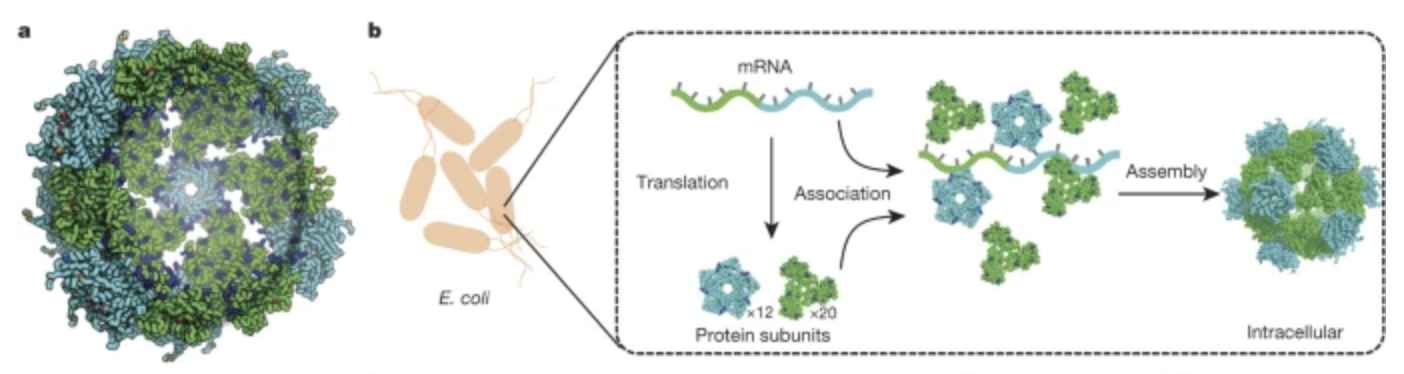 a
b
mRNA
Translation
Association
Assembly
E. coli
×12
×20
Protein subunits
Intracellular